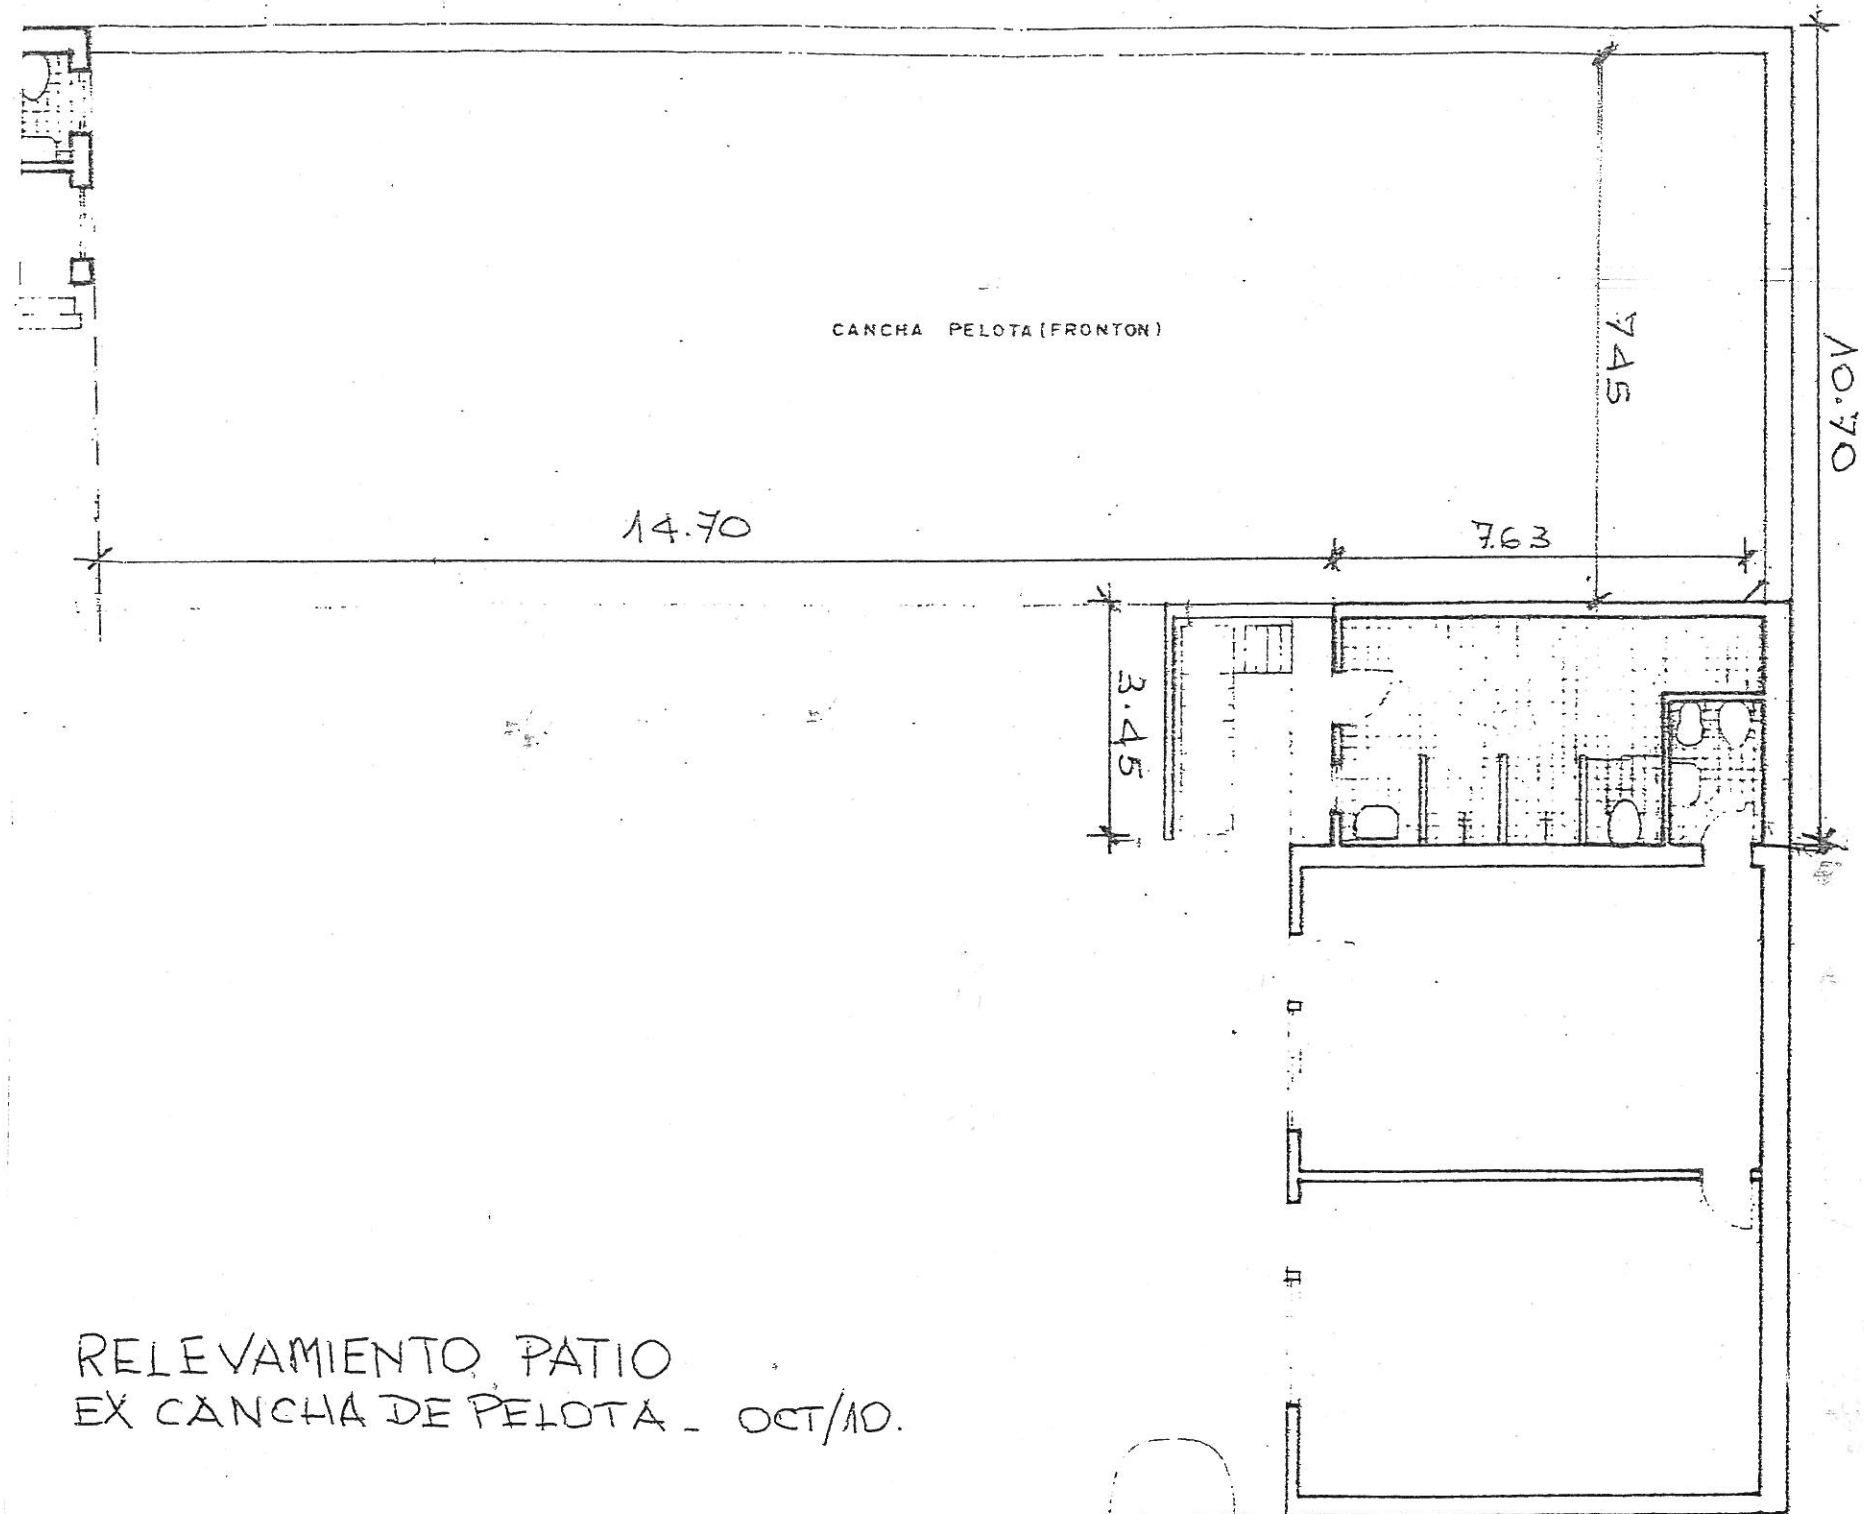 CANCHA PELOTA (FRONTON)
7.45
10.70
14.70
7.63
3.45
RELEVAMIENTO PATIO
EX CANCHA DE PELOTA - OCT/10.